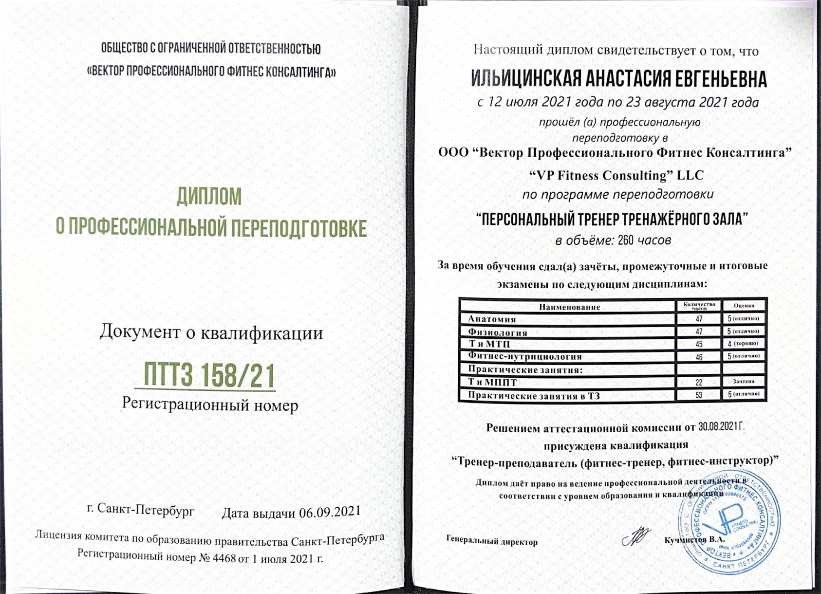 ОБЩЕСТВО С ОГРАНИЧЕННОЙ ОТВЕТСТВЕННОСТЬЮ
«ВЕКТОР ПРОФЕССИОНАЛЬНОГО ФИТНЕС КОНСАЛТИНГА»
ДИПЛОМ
О ПРОФЕССИОНАЛЬНОЙ ПЕРЕПОДГОТОВКЕ
Документ о квалификации
ПТТЗ 158/21
Регистрационный номер
г. Санкт-Петербург Дата выдачи 06.09.2021
Лицензия комитета по образованию правительства Санкт-Петербурга
Регистрационный номер № 4468 от 1 июля 2021 г.
Настоящий диплом свидетельствует о том, что
ИЛЬИЦИНСКАЯ АНАСТАСИЯ ЕВГЕНЬЕВНА
с 12 июля 2021 года по 23 августа 2021 года
прошёл (а) профессиональную
переподготовку в
ООО “Вектор Профессионального Фитнес Консалтинга”
“VP Fitness Consulting” LLC
по программе переподготовки
“ПЕРСОНАЛЬНЫЙ ТРЕНЕР ТРЕНАЖЁРНОГО ЗАЛА”
в объёме: 260 часов
За время обучения сдал(а) зачёты, промежуточные и итоговые
экзамены по следующим дисциплинам:
Наименование Количество часов Оценка
Анатомия 47 5 (отлично)
Физиология 47 5 (отлично)
Т и МТП 45 4 (хорошо)
Фитнес-нутрициология 46 5 (отлично)
Практические занятия:
Т и МППТ 22 Зачтено
Практические занятия в ТЗ 53 5 (отлично)
Решением аттестационной комиссии от 30.08.2021 Г.
присуждена квалификация
“Тренер-преподаватель (фитнес-тренер, фитнес-инструктор)”
Диплом даёт право на ведение профессиональной деятельности в
соответствии с уровнем образования и квалификации
Генеральный директор Кучмистов В.А.
VP
САНКТ ПЕТЕРБУРГ